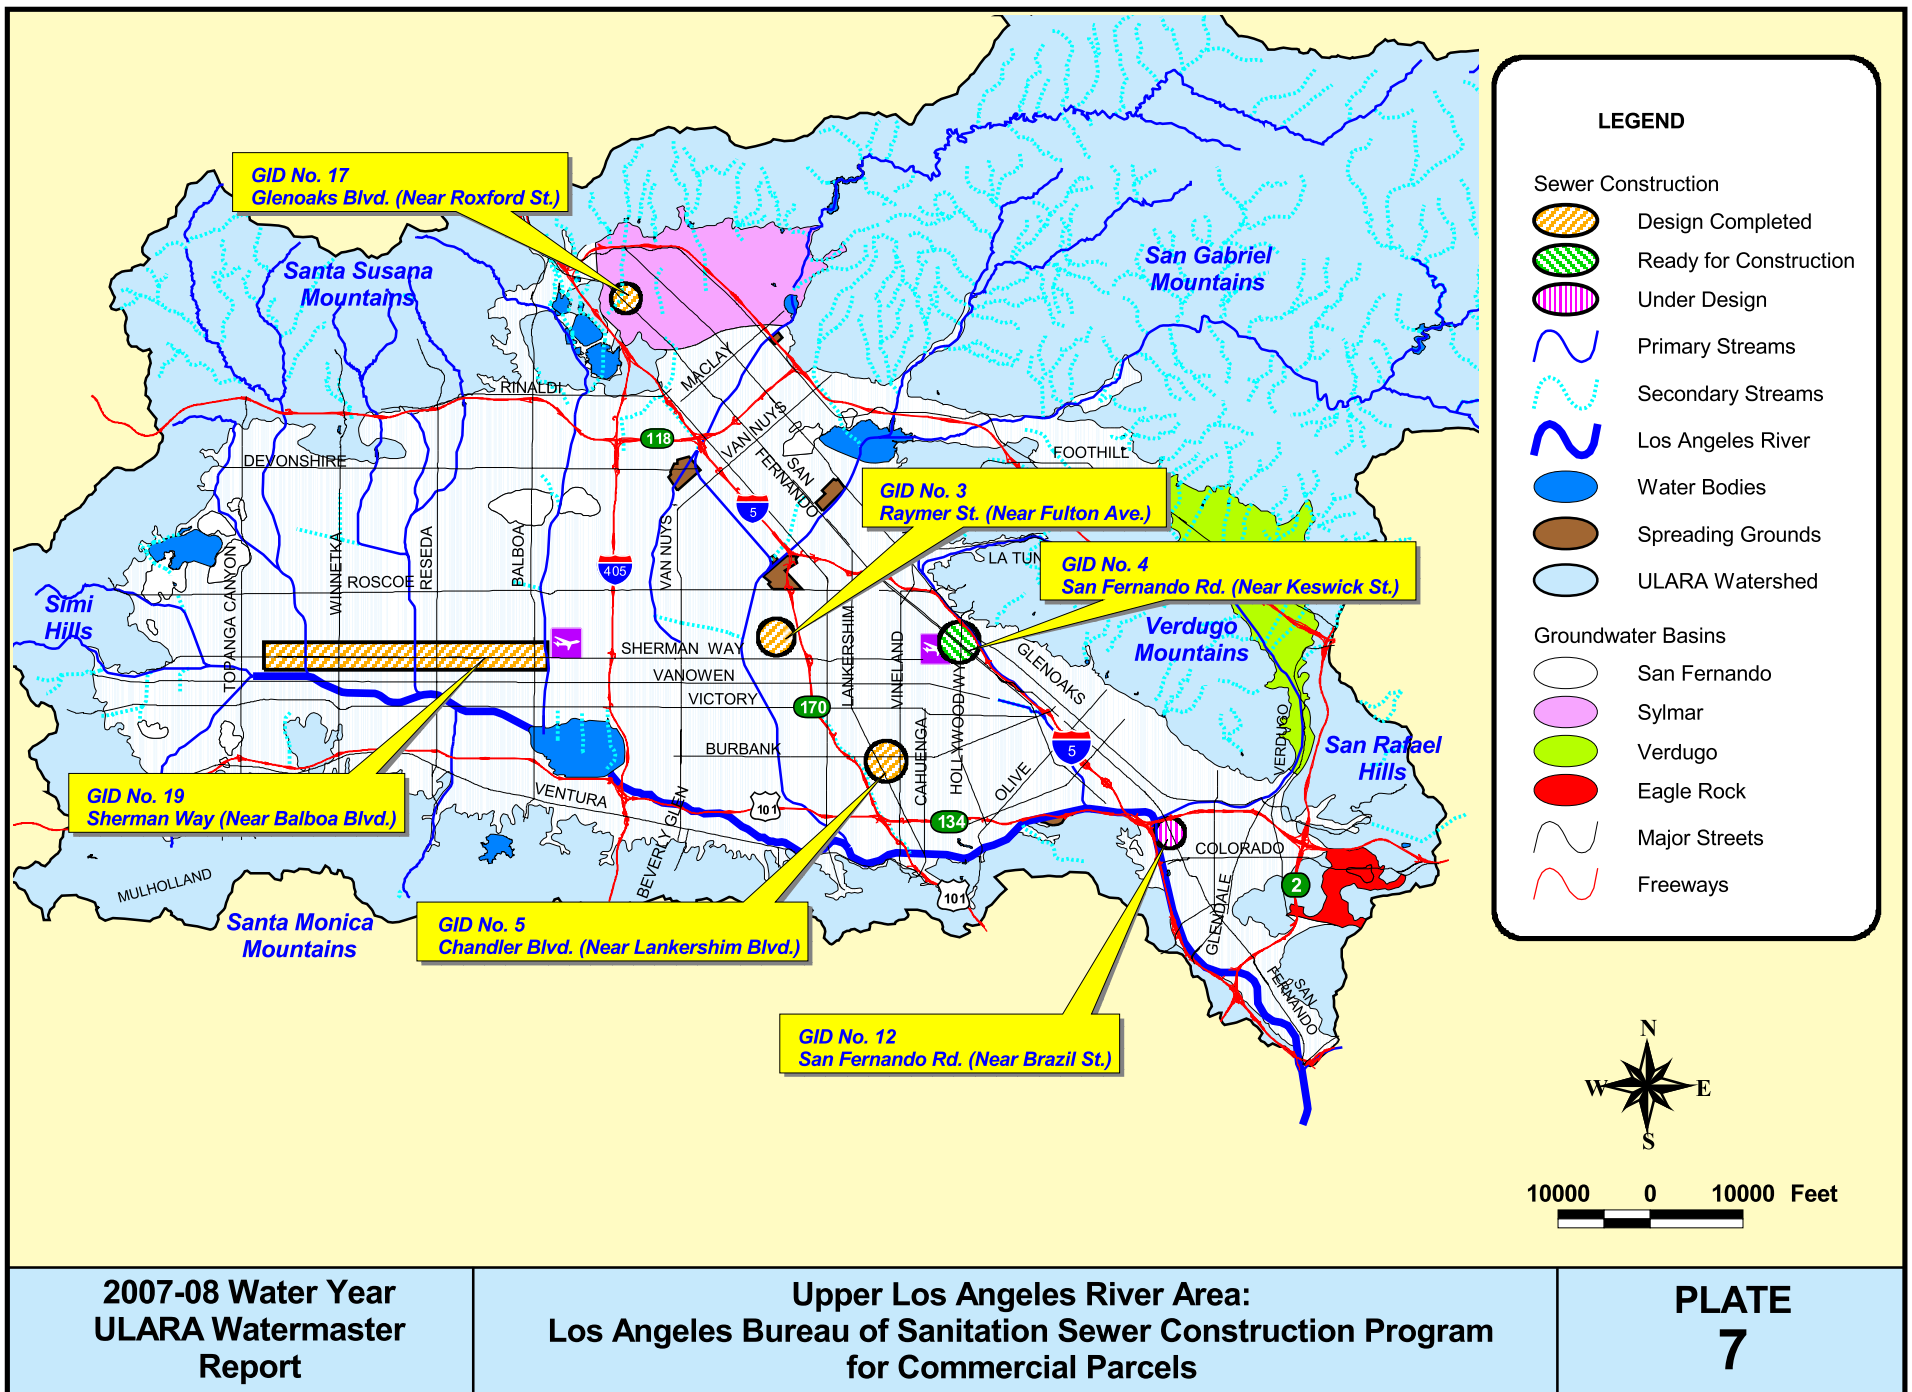 GID No. 17
Glenoaks Blvd. (Near Roxford St.)
Santa Susana
Mountains
San Gabriel
Mountains
RINALDI
MACLAY
118
VAN NUYS
SAN
FERNANDO
DEVONSHIRE
FOOTHILL
GID No. 3
Raymer St. (Near Fulton Ave.)
5
GID No. 4
San Fernando Rd. (Near Keswick St.)
LA TUN
405
TOPANGA CANYON
WINNETKA
ROSCOE
RESEDA
BALBOA
VAN NUYS
Simi
Hills
Verdugo
Mountains
SHERMAN WAY
VANOWEN
VICTORY
LANKERSHIM
VINELAND
GLENOAKS
HOLLYWOOD WY
170
CAHUENGA
BURBANK
5
OLIVE
VERDUGO
San Rafael
Hills
GID No. 19
Sherman Way (Near Balboa Blvd.)
VENTURA
101
134
BEVERLY GLEN
COLORADO
2
MULHOLLAND
101
GLENDALE
Santa Monica
Mountains
GID No. 5
Chandler Blvd. (Near Lankershim Blvd.)
SAN
FERNANDO
GID No. 12
San Fernando Rd. (Near Brazil St.)
LEGEND
Sewer Construction
Design Completed
Ready for Construction
Under Design
Primary Streams
Secondary Streams
Los Angeles River
Water Bodies
Spreading Grounds
ULARA Watershed
Groundwater Basins
San Fernando
Sylmar
Verdugo
Eagle Rock
Major Streets
Freeways
N
W E
S
10000 0 10000 Feet
2007-08 Water Year
ULARA Watermaster
Report
Upper Los Angeles River Area:
Los Angeles Bureau of Sanitation Sewer Construction Program
for Commercial Parcels
PLATE
7